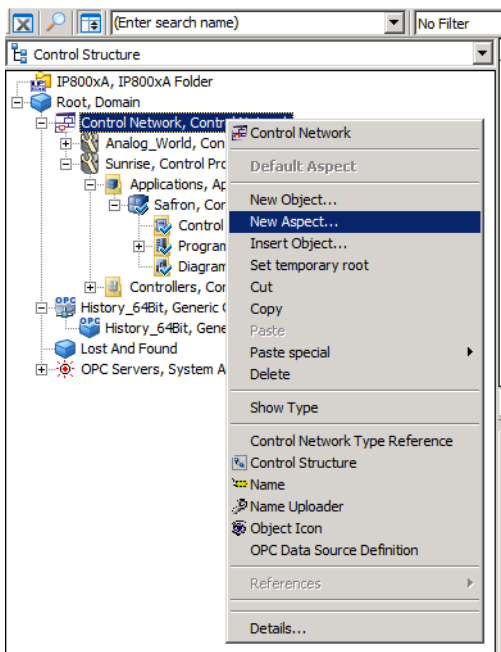 (Enter search name)
No Filter
Control Structure
IP800xA, IP800xA Folder
Root, Domain
Control Network, Contr
Analog_World, Con
Sunrise, Control Pro
Applications, Ap
Safron, Cor
Control
Program
Diagram
Controllers, Cor
OPC
History_64Bit, Generic
OPC
History_64Bit, Gene
Lost And Found
OPC Servers, System A
Control Network
Default Aspect
New Object...
New Aspect...
Insert Object...
Set temporary root
Cut
Copy
Paste
Paste special
Delete
Show Type
Control Network Type Reference
Control Structure
Name
Name Uploader
Object Icon
OPC Data Source Definition
References
Details...